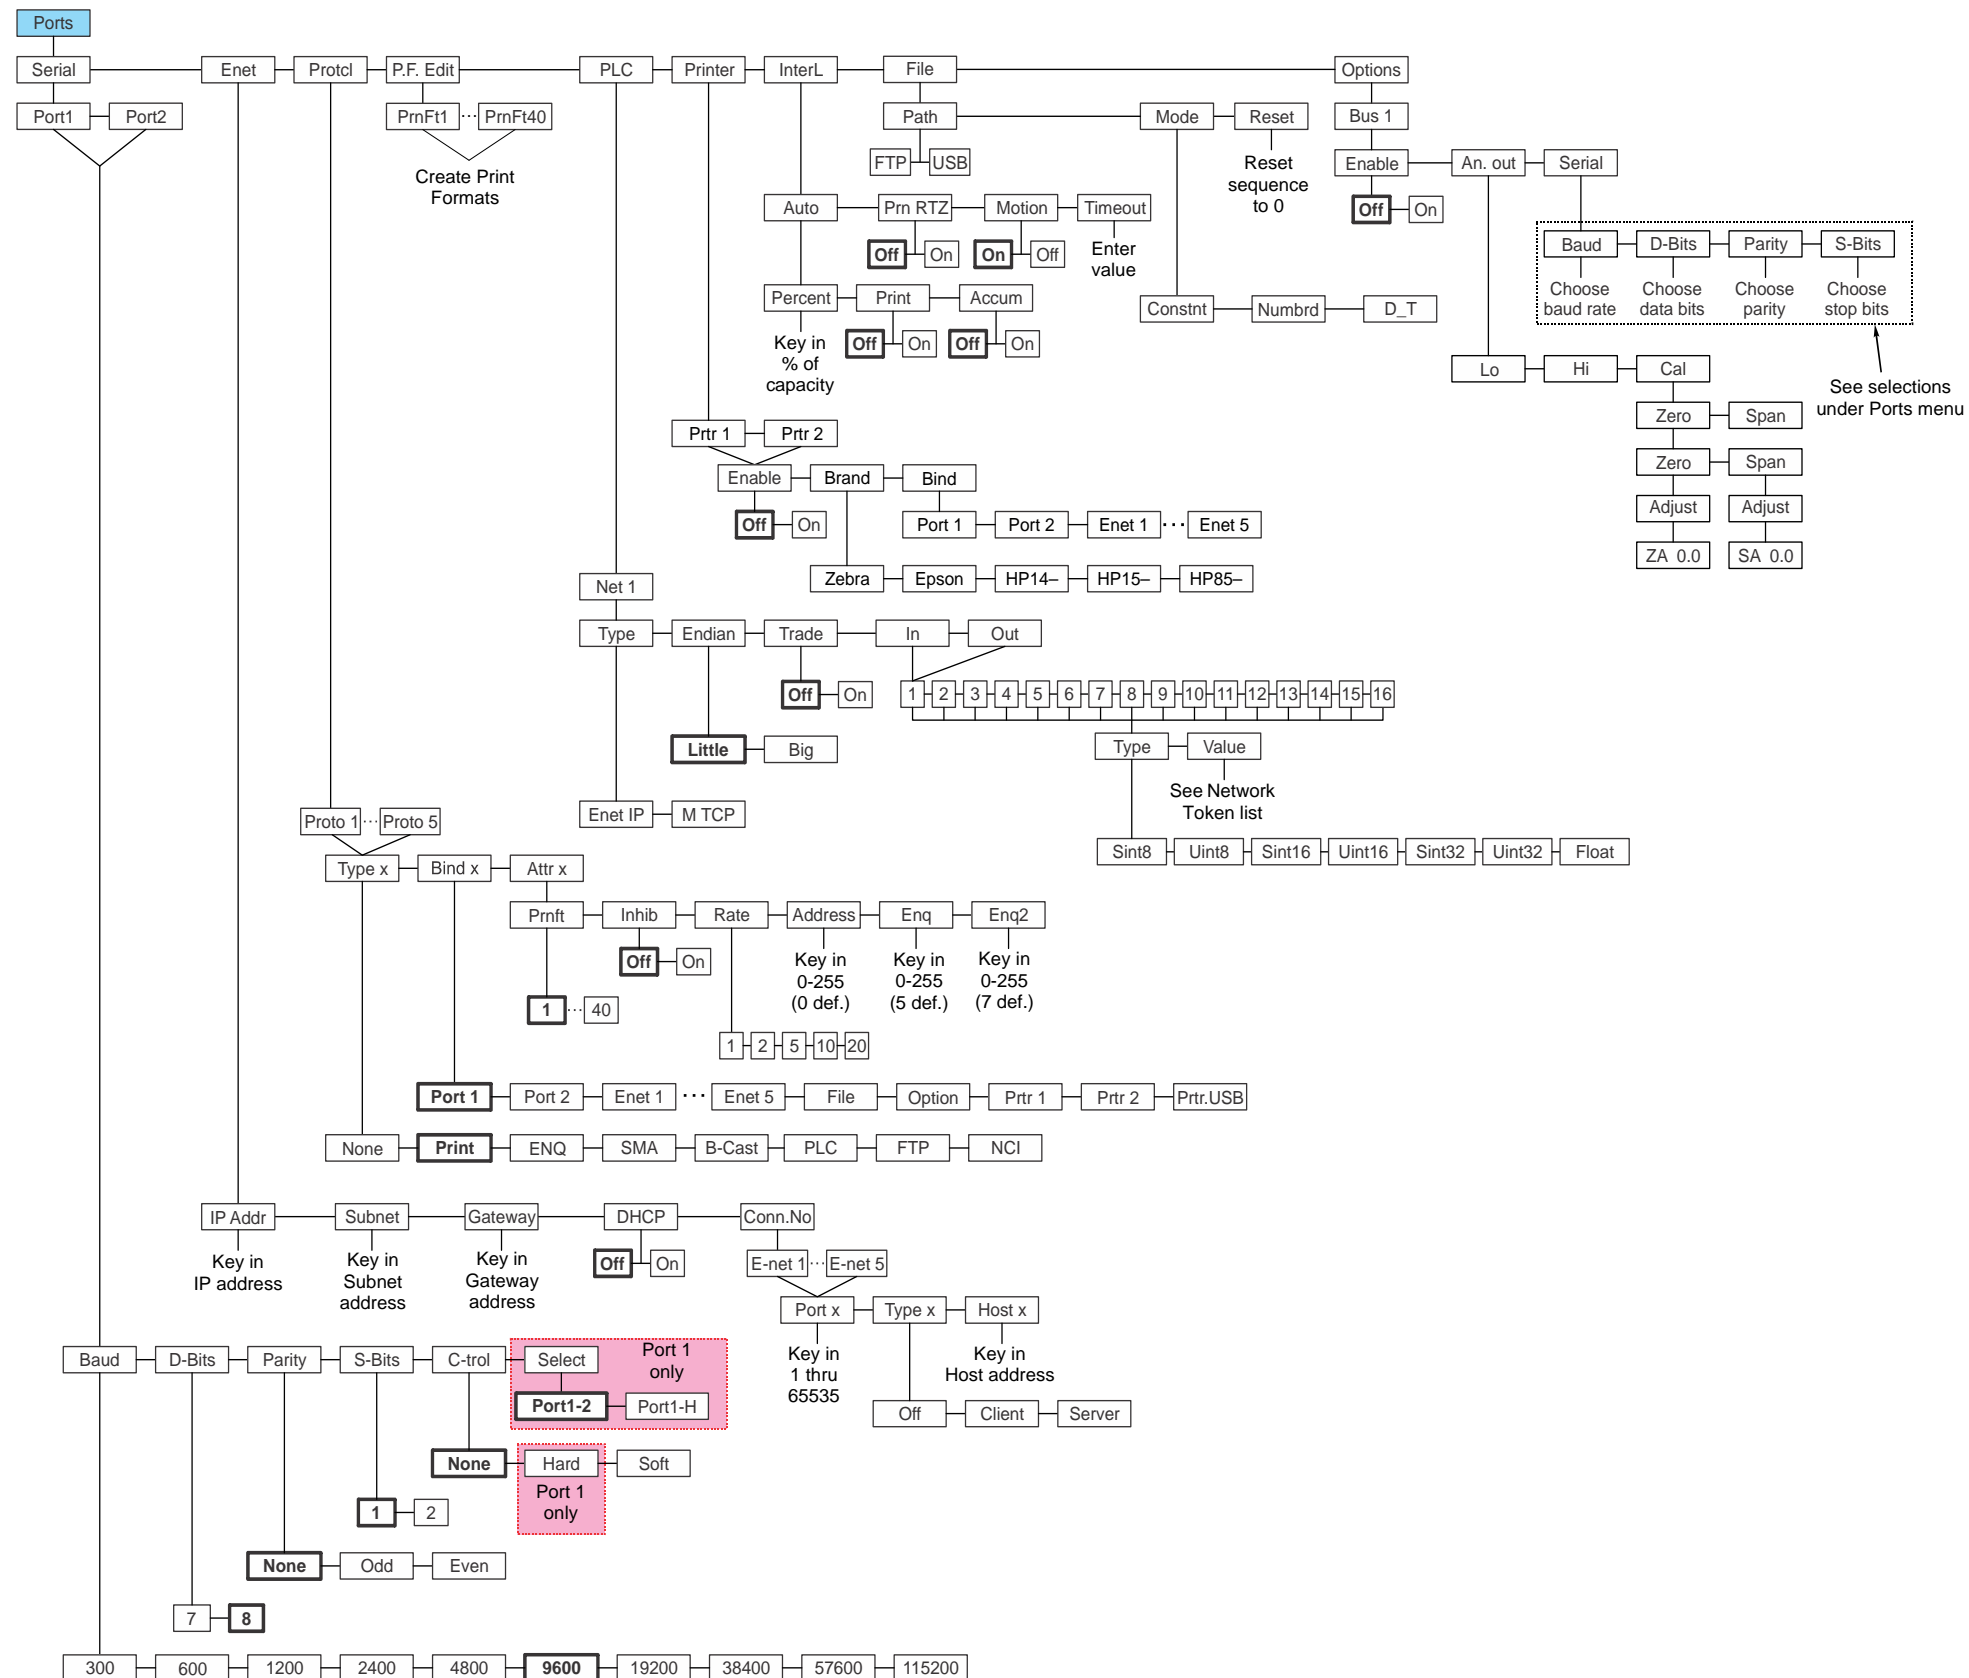 Ports
Serial Enet Protcl P.F. Edit PLC Printer InterL File Options
Port1 Port2 PrnFt1 ... PrnFt40 Path Mode Reset Bus 1
Create Print
Formats
FTP USB
Reset
sequence
to 0
Enable An. out Serial
Off On
Auto Prn RTZ Motion Timeout
Off On On Off
Enter
value
Baud D-Bits Parity S-Bits
Choose
baud rate
Choose
data bits
Choose
parity
Choose
stop bits
Percent Print Accum
Constnt Numbrd D_T
Key in
% of
capacity
Off On Off On
Lo Hi Cal
See selections
under Ports menu
Zero Span
Zero Span
Adjust Adjust
ZA 0.0 SA 0.0
Prtr 1 Prtr 2
Enable Brand Bind
Off On
Port 1 Port 2 Enet 1 ... Enet 5
Zebra Epson HP14– HP15– HP85–
Net 1
Type Endian Trade In Out
Off On
1 2 3 4 5 6 7 8 9 10 11 12 13 14 15 16
Little Big
Type Value
See Network
Token list
Enet IP M TCP
Sint8 Uint8 Sint16 Uint16 Sint32 Uint32 Float
Proto 1 ... Proto 5
Type x Bind x Attr x
Prnft Inhib Rate Address Enq Enq2
Off On
Key in
0-255
(0 def.)
Key in
0-255
(5 def.)
Key in
0-255
(7 def.)
1 ... 40
1 2 5 10 20
Port 1 Port 2 Enet 1 ... Enet 5 File Option Prtr 1 Prtr 2 Prtr.USB
None Print ENQ SMA B-Cast PLC FTP NCI
IP Addr Subnet Gateway DHCP Conn.No
Key in
IP address
Key in
Subnet
address
Key in
Gateway
address
Off On
E-net 1 ... E-net 5
Port x Type x Host x
Key in
1 thru
65535
Key in
Host address
Off Client Server
Baud D-Bits Parity S-Bits C-trol Select
Port 1
only
Port1-2 Port1-H
None Hard Soft
Port 1
only
1 2
None Odd Even
7 8
300 600 1200 2400 4800 9600 19200 38400 57600 115200